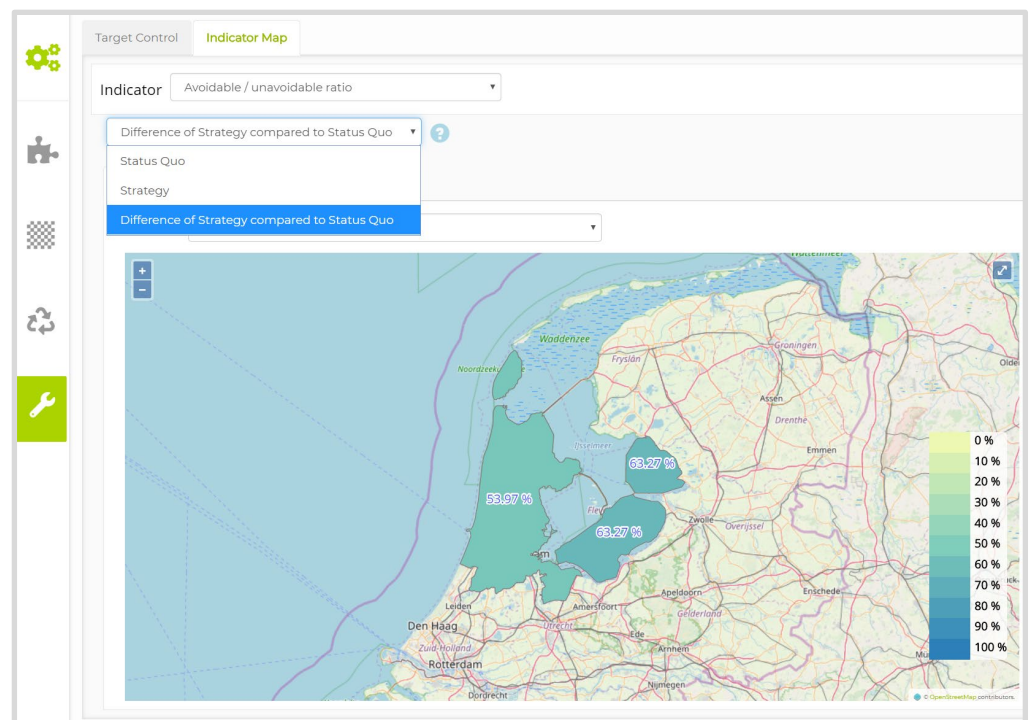 Target Control
Indicator Map
Indicator
Avoidable / unavoidable ratio
Difference of Strategy compared to Status Quo
?
Status Quo
Strategy
Difference of Strategy compared to Status Quo
+
−
Waddenzee
Groningen
Fryslân
Assen
Drenthe
Emmen
IJsselmeer
63.27 %
53.97 %
63.27 %
Zwolle
Overijssel
Leiden
Amersfoort
Apeldoorn
Enschede
Den Haag
Utrecht
Gelderland
Ede
Arnhem
Zuid-Holland
Rotterdam
Nijmegen
Dordrecht
0 %
10 %
20 %
30 %
40 %
50 %
60 %
70 %
80 %
90 %
100 %
© OpenStreetMap contributors.